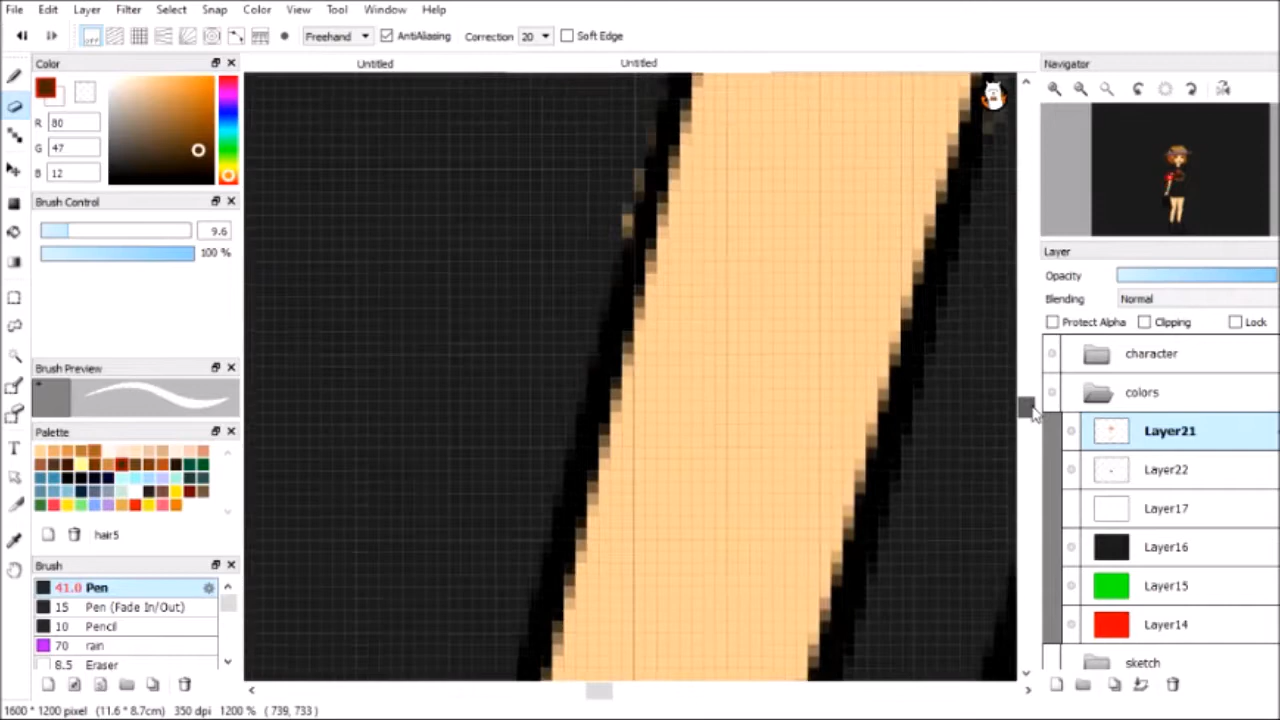 File Edit Layer Filter Select Snap Color View Tool Window Help
off Freehand AntiAliasing Correction 20 Soft Edge
Color
Untitled Untitled
Navigator
R 80
G 47
B 12
Brush Control
9.6
100 %
Layer
Opacity
Blending Normal
Protect Alpha Clipping Lock
character
colors
Layer21
Layer22
Layer17
Layer16
Layer15
Layer14
sketch
Brush Preview
Palette
hair5
Brush
41.0 Pen
15 Pen (Fade In/Out)
10 Pencil
70 rain
8.5 Eraser
1600 * 1200 pixel (11.6 * 8.7cm) 350 dpi 1200 % ( 739, 733 )